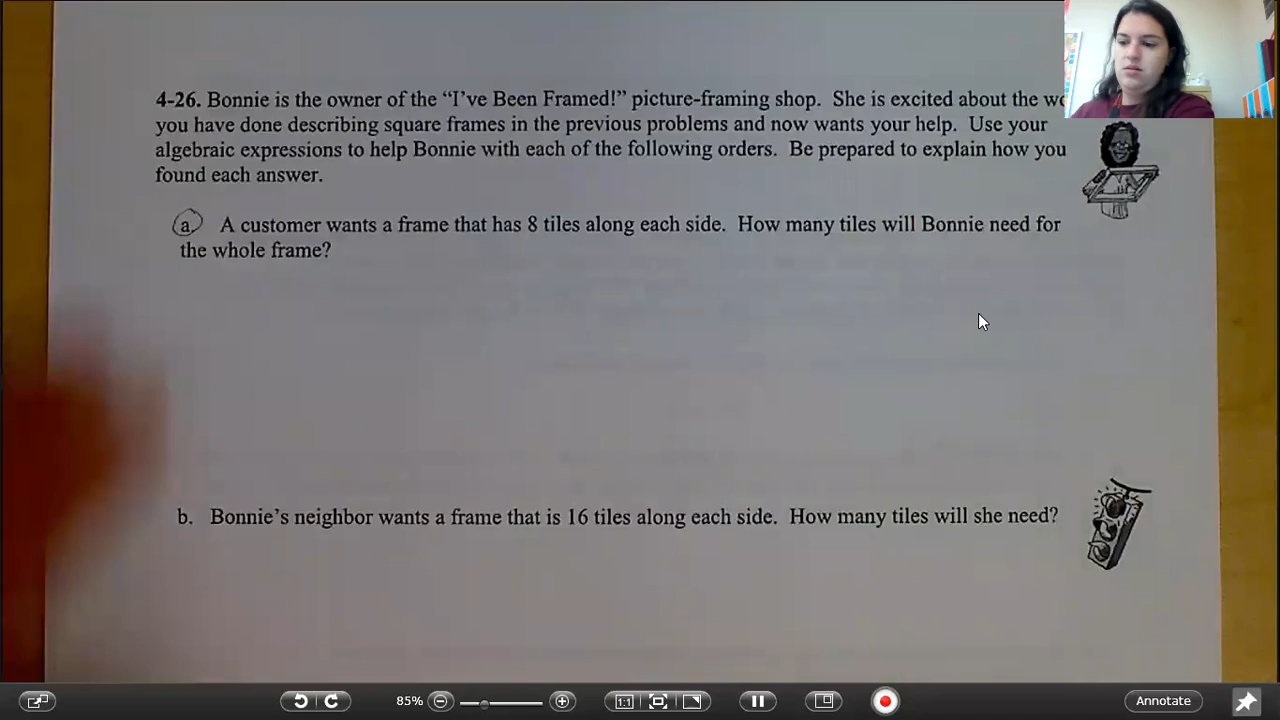 4-26. Bonnie is the owner of the “I’ve Been Framed!” picture-framing shop. She is excited about the
you have done describing square frames in the previous problems and now wants your help. Use your
algebraic expressions to help Bonnie with each of the following orders. Be prepared to explain how you
found each answer.
a. A customer wants a frame that has 8 tiles along each side. How many tiles will Bonnie need for
the whole frame?
b. Bonnie’s neighbor wants a frame that is 16 tiles along each side. How many tiles will she need?
85%
1:1
Annotate